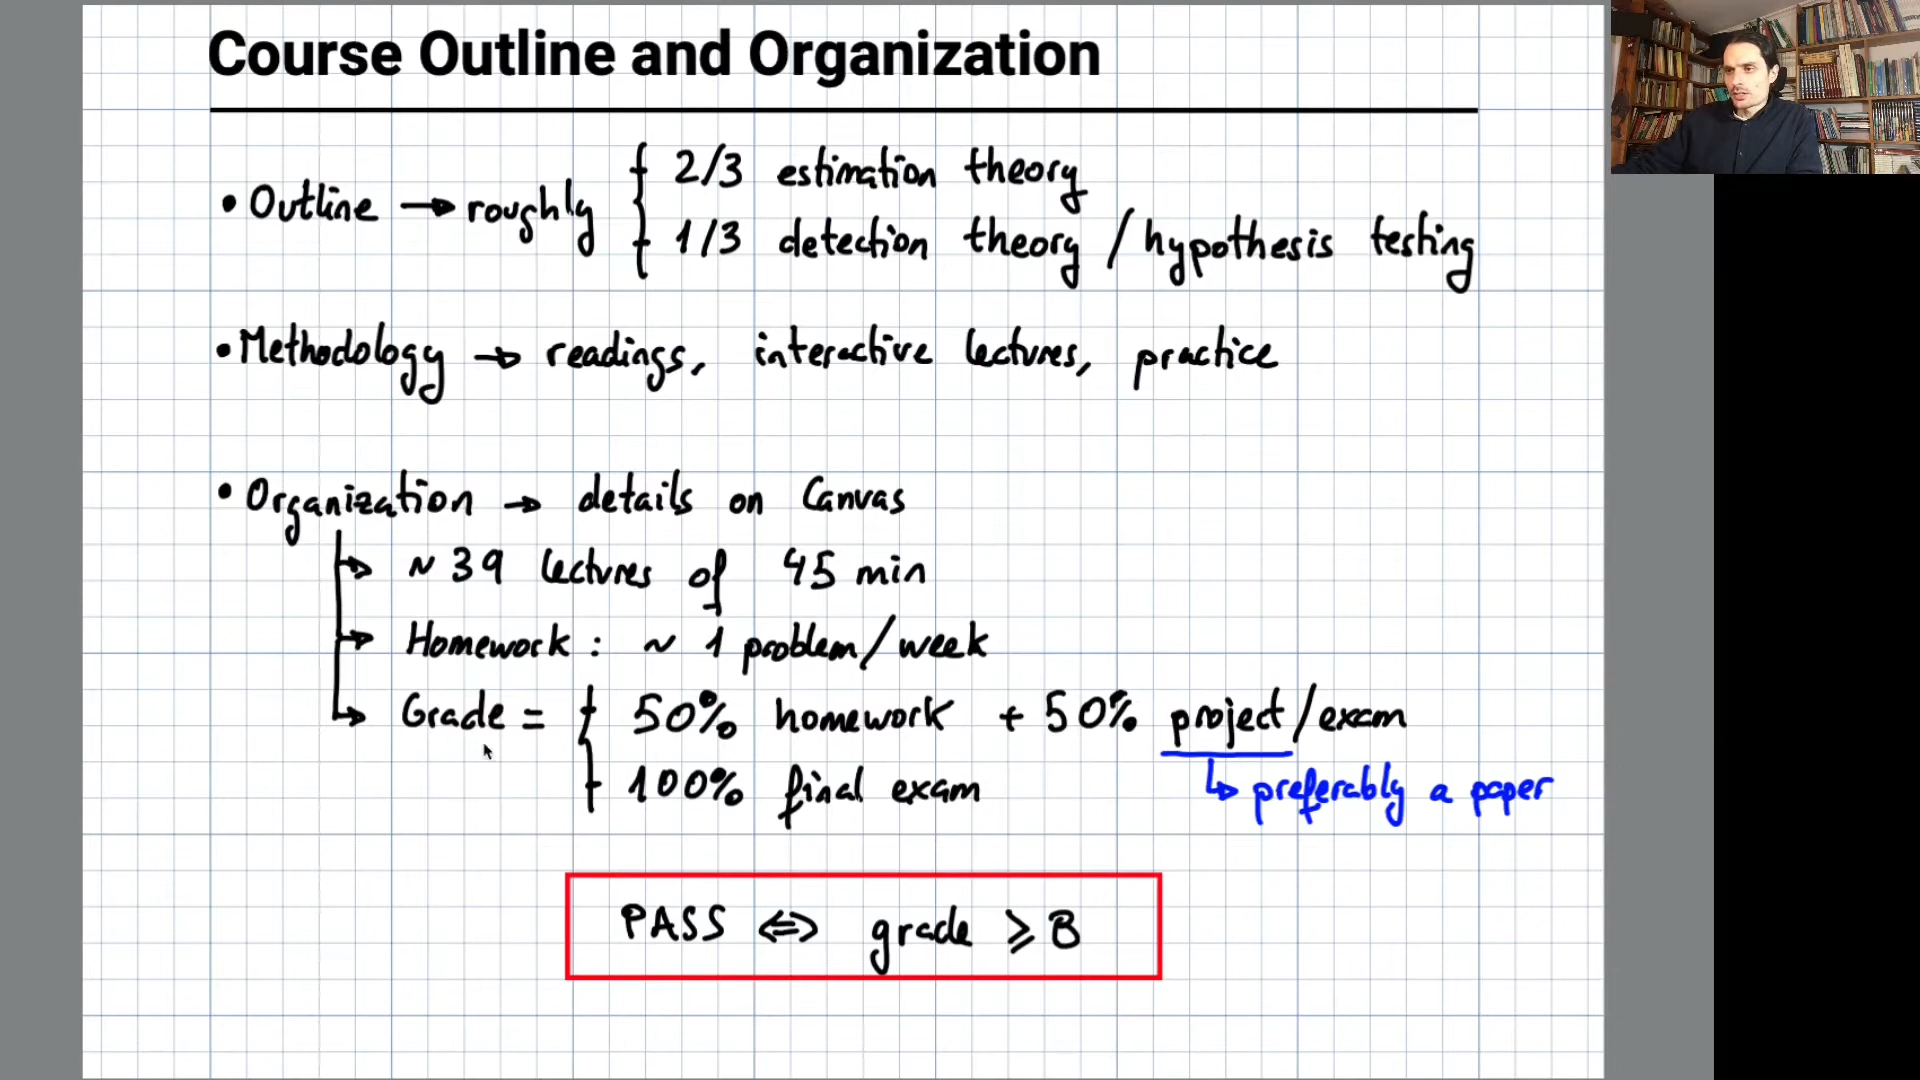 Course Outline and Organization
• Outline → roughly { 2/3 estimation theory
1/3 detection theory / hypothesis testing
• Methodology → readings, interactive lectures, practice
• Organization → details on Canvas
↳ ~ 39 lectures of 45 min
↳ Homework: ~ 1 problem/week
↳ Grade = { 50% homework + 50% project/exam
100% final exam
↳ preferably a paper
PASS ⇔ grade ⩾ B